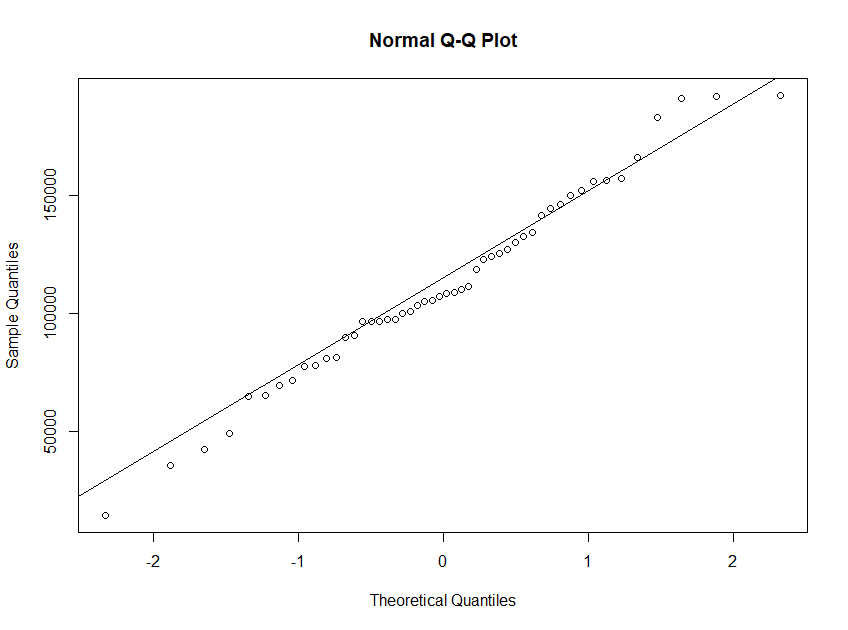 Normal Q-Q Plot
Sample Quantiles
150000
100000
50000
-2
-1
0
1
2
Theoretical Quantiles